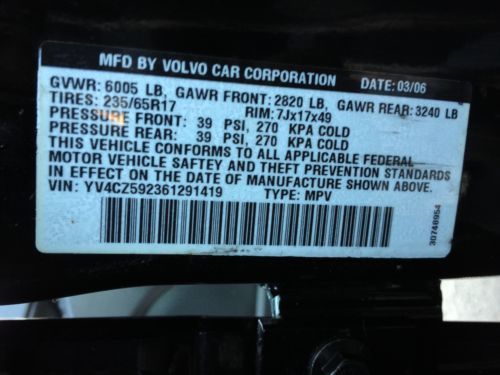 MFD BY VOLVO CAR CORPORATION DATE: 03/06
GVWR: 6005 LB, GAWR FRONT: 2820 LB, GAWR REAR: 3240 LB
TIRES: 235/65R17 RIM: 7Jx17x49
PRESSURE FRONT: 39 PSI, 270 KPA COLD
PRESSURE REAR: 39 PSI, 270 KPA COLD
THIS VEHICLE CONFORMS TO ALL APPLICABLE
MOTOR VEHICLE SAFTEY AND THEFT PREVENTION STANDARDS
IN EFFECT ON THE DATE OF MANUFACTURE SHOWN ABOVE.
VIN: YV4CZ592361291419 TYPE: MPV
30748954